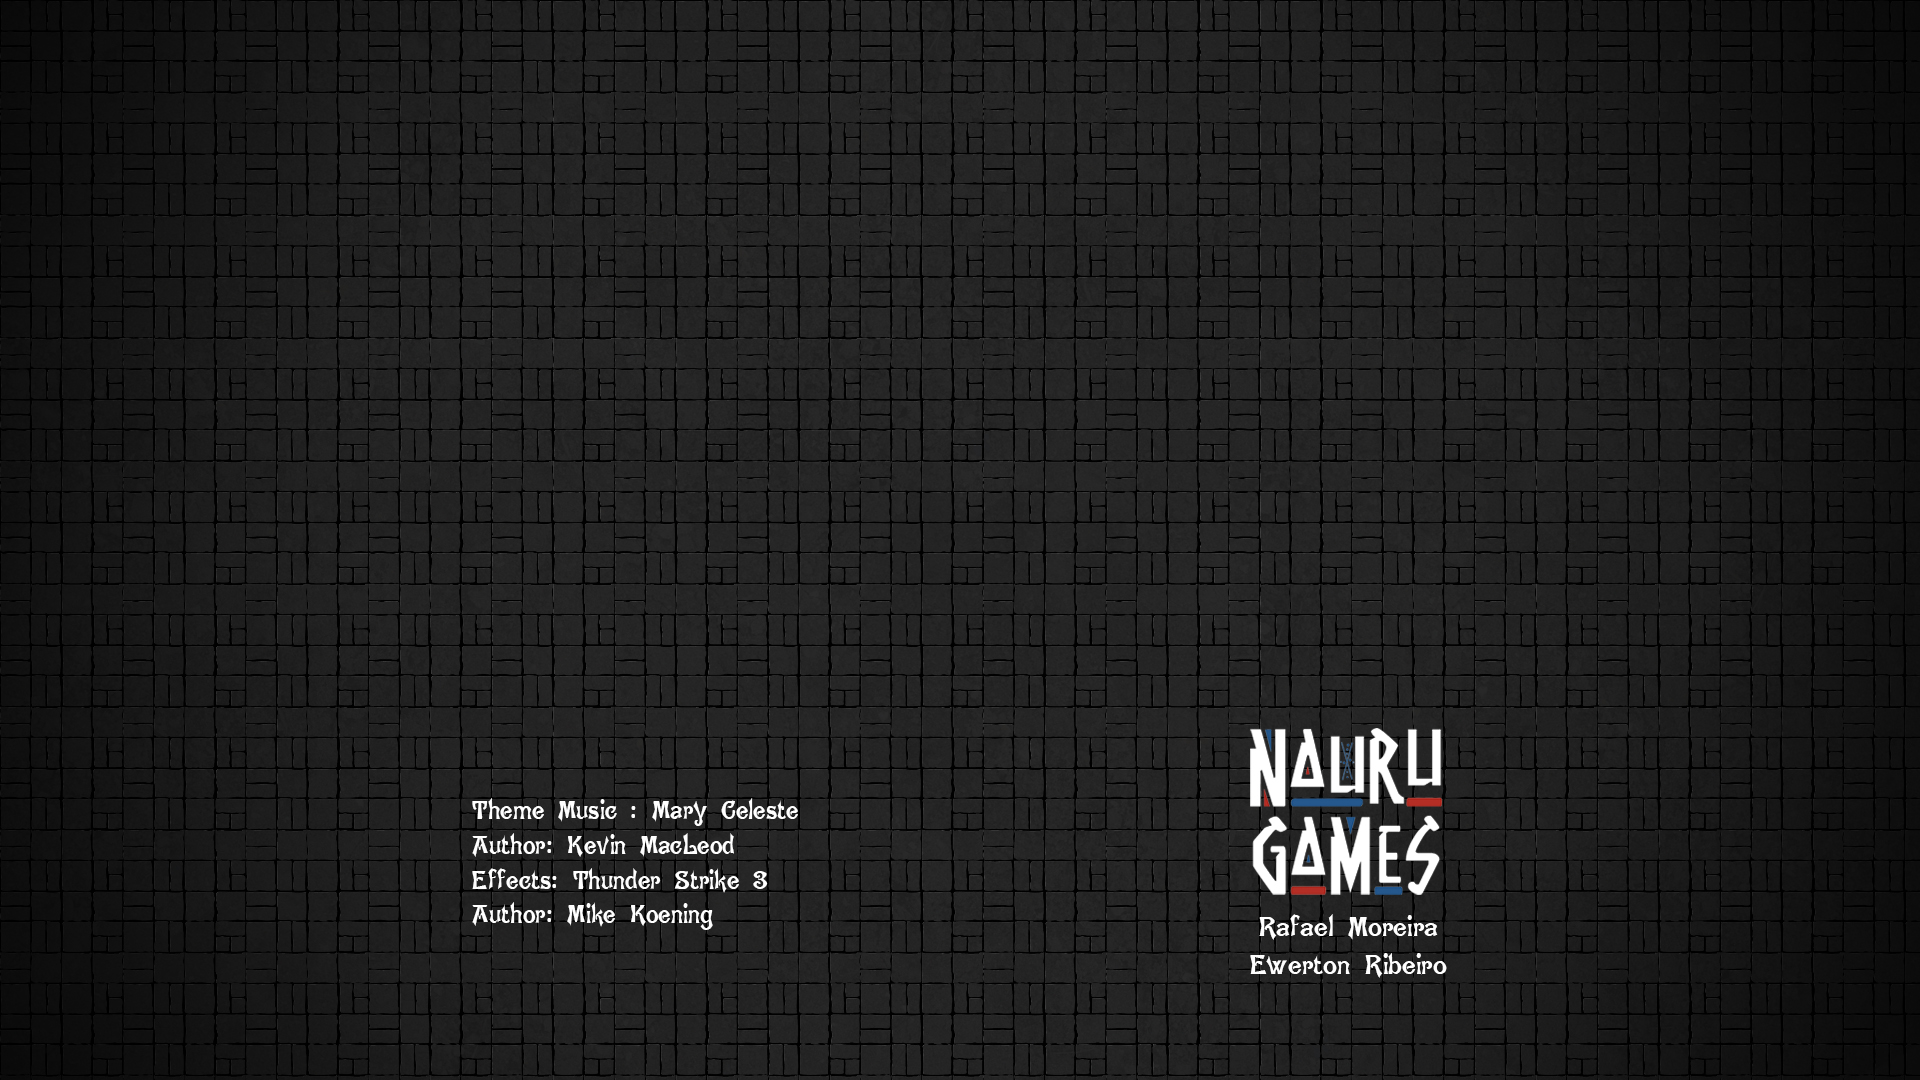 Theme Music : Mary Celeste
Author: Kevin MacLeod
Effects: Thunder Strike 3
Author: Mike Koening
NAURU
GAMES
Rafael Moreira
Ewerton Ribeiro